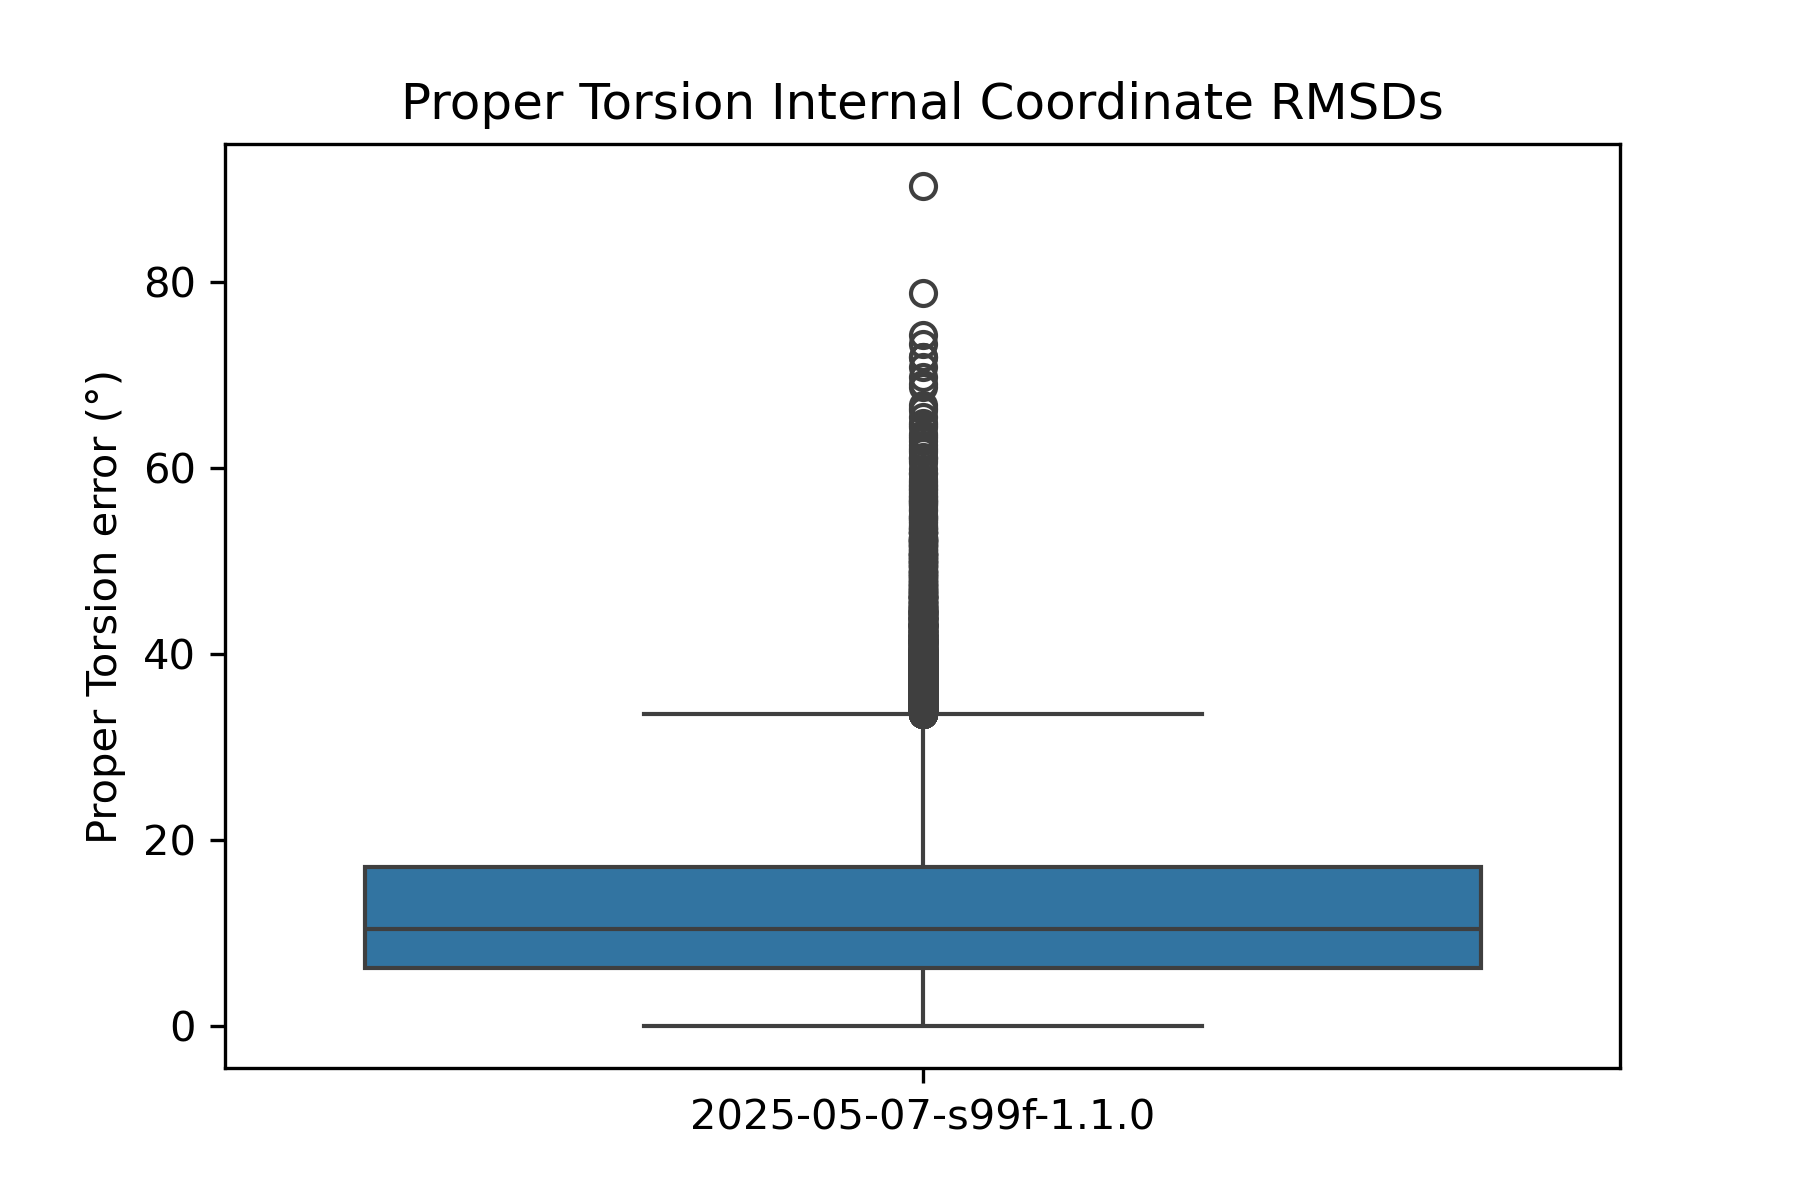 Proper Torsion Internal Coordinate RMSDs
Proper Torsion error (°)
80
60
40
20
0
2025-05-07-s99f-1.1.0